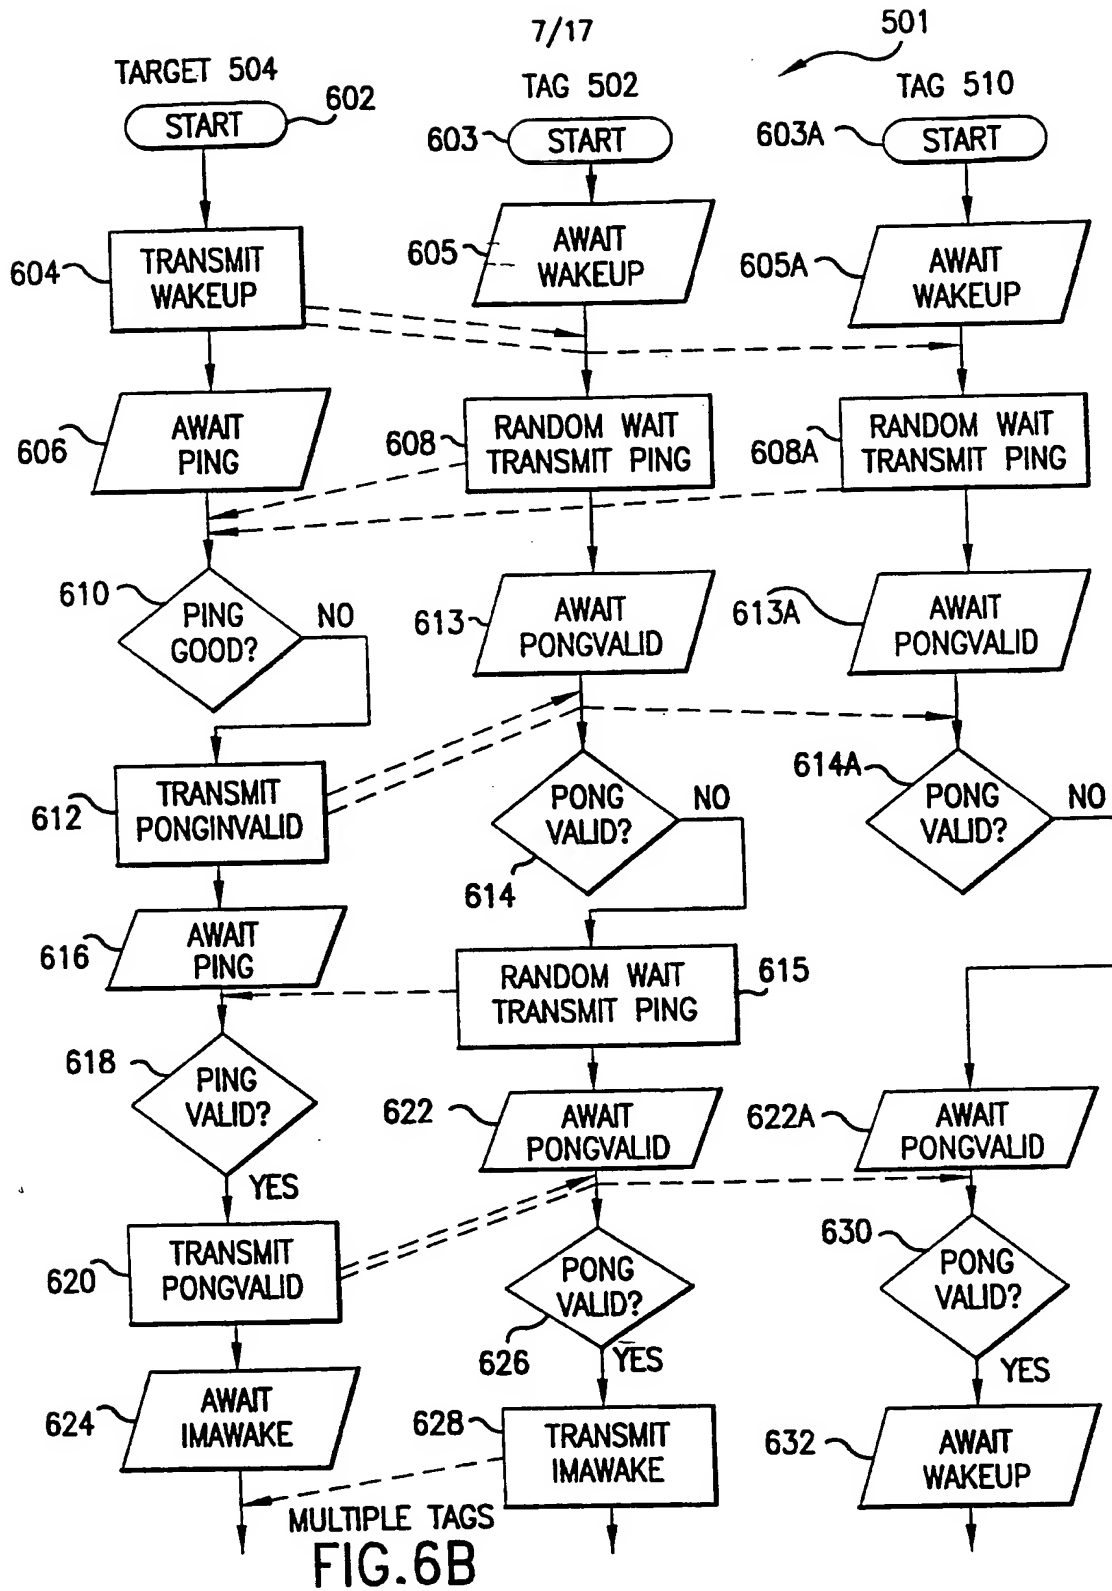 7/17
501
TARGET 504
TAG 502
TAG 510
START
602
603
START
603A
START
604
TRANSMIT
WAKEUP
605
AWAIT
WAKEUP
605A
AWAIT
WAKEUP
606
AWAIT
PING
608
RANDOM WAIT
TRANSMIT PING
608A
RANDOM WAIT
TRANSMIT PING
610
PING
GOOD?
NO
613
AWAIT
PONGVALID
613A
AWAIT
PONGVALID
612
TRANSMIT
PONGINVALID
PONG
VALID?
NO
614
614A
PONG
VALID?
NO
616
AWAIT
PING
RANDOM WAIT
TRANSMIT PING
615
618
PING
VALID?
YES
622
AWAIT
PONGVALID
622A
AWAIT
PONGVALID
620
TRANSMIT
PONGVALID
PONG
VALID?
626
YES
630
PONG
VALID?
YES
624
AWAIT
IMAWAKE
628
TRANSMIT
IMAWAKE
632
AWAIT
WAKEUP
MULTIPLE TAGS
FIG.6B